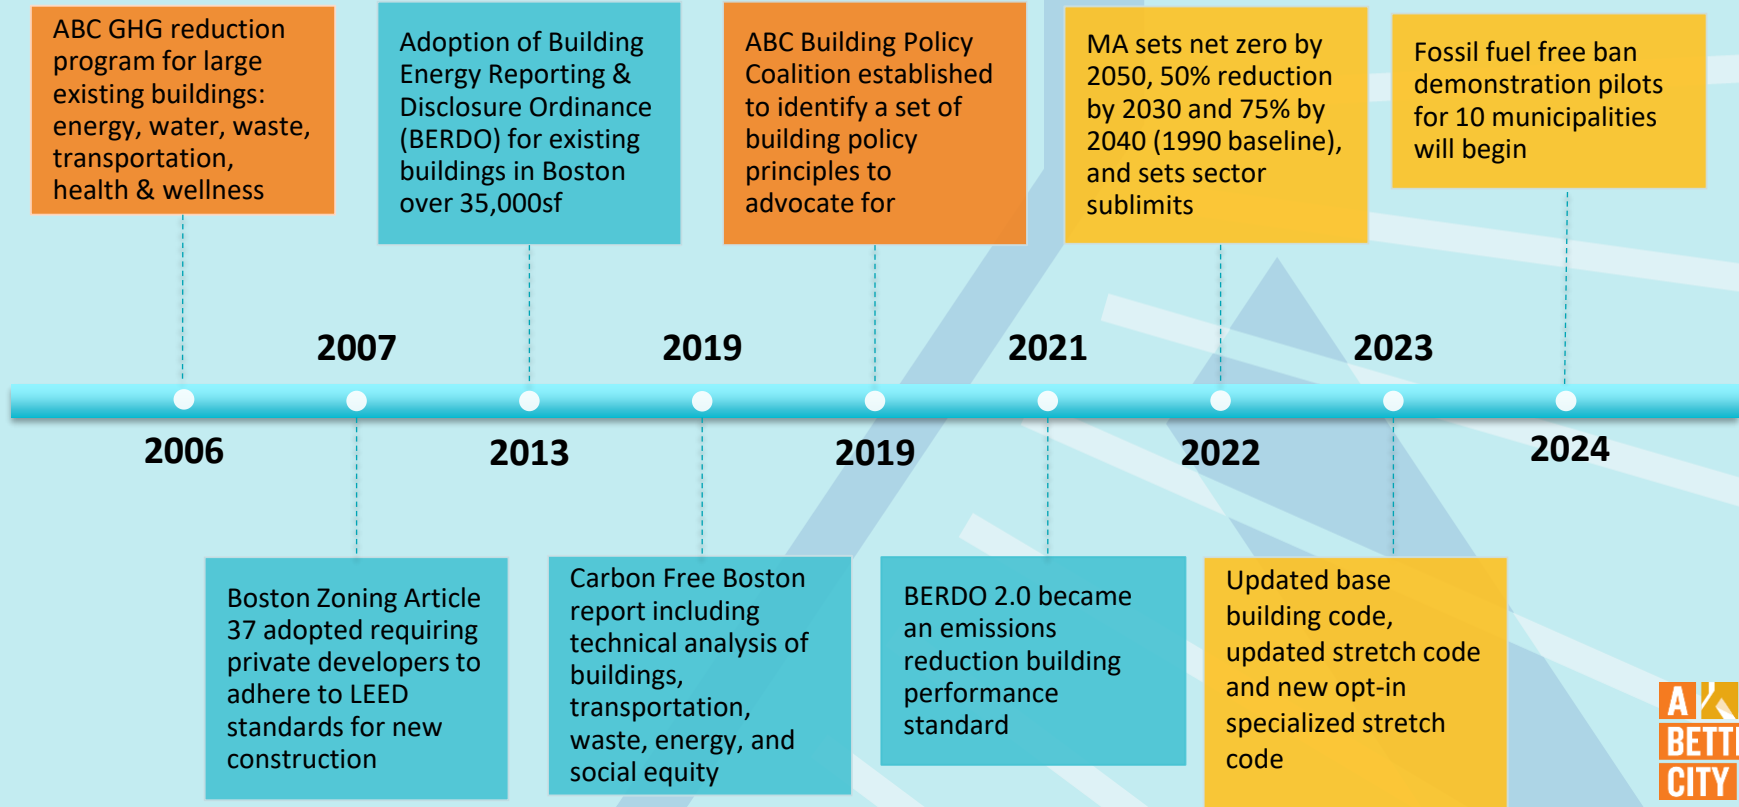 ABC GHG reduction
program for large
existing buildings:
energy, water, waste,
transportation,
health & wellness
Adoption of Building
Energy Reporting &
Disclosure Ordinance
(BERDO) for existing
buildings in Boston
over 35,000sf
ABC Building Policy
Coalition established
to identify a set of
building policy
principles to
advocate for
MA sets net zero by
2050, 50% reduction
by 2030 and 75% by
2040 (1990 baseline),
and sets sector
sublimits
Fossil fuel free ban
demonstration pilots
for 10 municipalities
will begin
2007
2019
2021
2023
2006
2013
2019
2022
2024
Boston Zoning Article
37 adopted requiring
private developers to
adhere to LEED
standards for new
construction
Carbon Free Boston
report including
technical analysis of
buildings,
transportation,
waste, energy, and
social equity
BERDO 2.0 became
an emissions
reduction building
performance
standard
Updated base
building code,
updated stretch code
and new opt-in
specialized stretch
code
A
BETTE
CITY